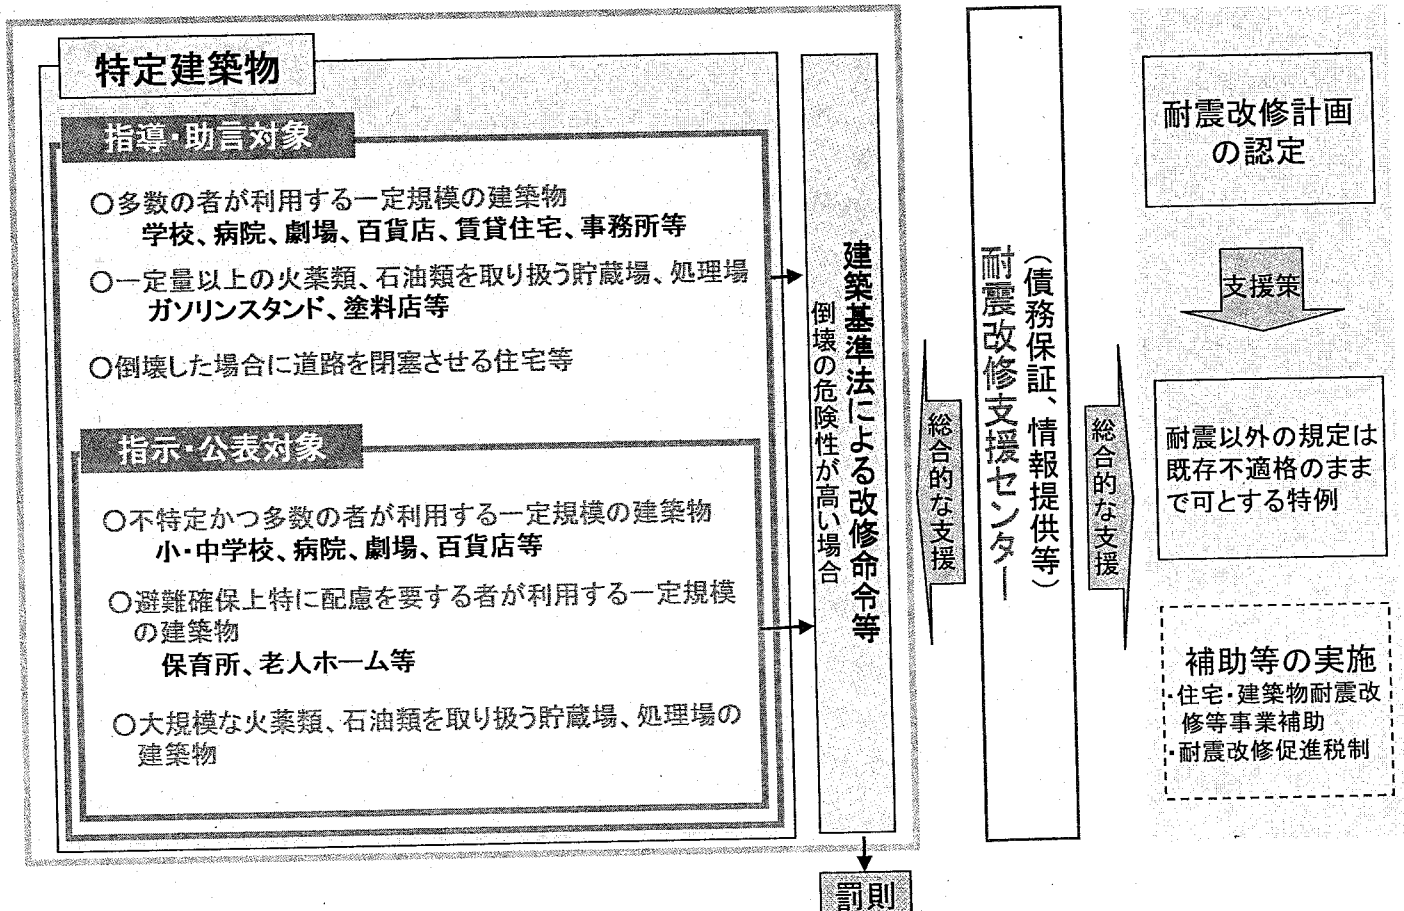 特定建築物
指導・助言対象
○多数の者が利用する一定規模の建築物
学校、病院、劇場、百貨店、賃貸住宅、事務所等
○一定量以上の火薬類、石油類を取り扱う貯蔵場、処理場
ガソリンスタンド、塗料店等
○倒壊した場合に道路を閉塞させる住宅等
指示・公表対象
○不特定かつ多数の者が利用する一定規模の建築物
小・中学校、病院、劇場、百貨店等
○避難確保上特に配慮を要する者が利用する一定規模
の建築物
保育所、老人ホーム等
○大規模な火薬類、石油類を取り扱う貯蔵場、処理場の
建築物
建築基準法による改修命令等
倒壊の危険性が高い場合
罰則
総合的な支援
（債務保証、情報提供等）
耐震改修支援センター
総合的な支援
耐震改修計画
の認定
支援策
耐震以外の規定は
既存不適格のまま
で可とする特例
補助等の実施
・住宅・建築物耐震改
修等事業補助
・耐震改修促進税制